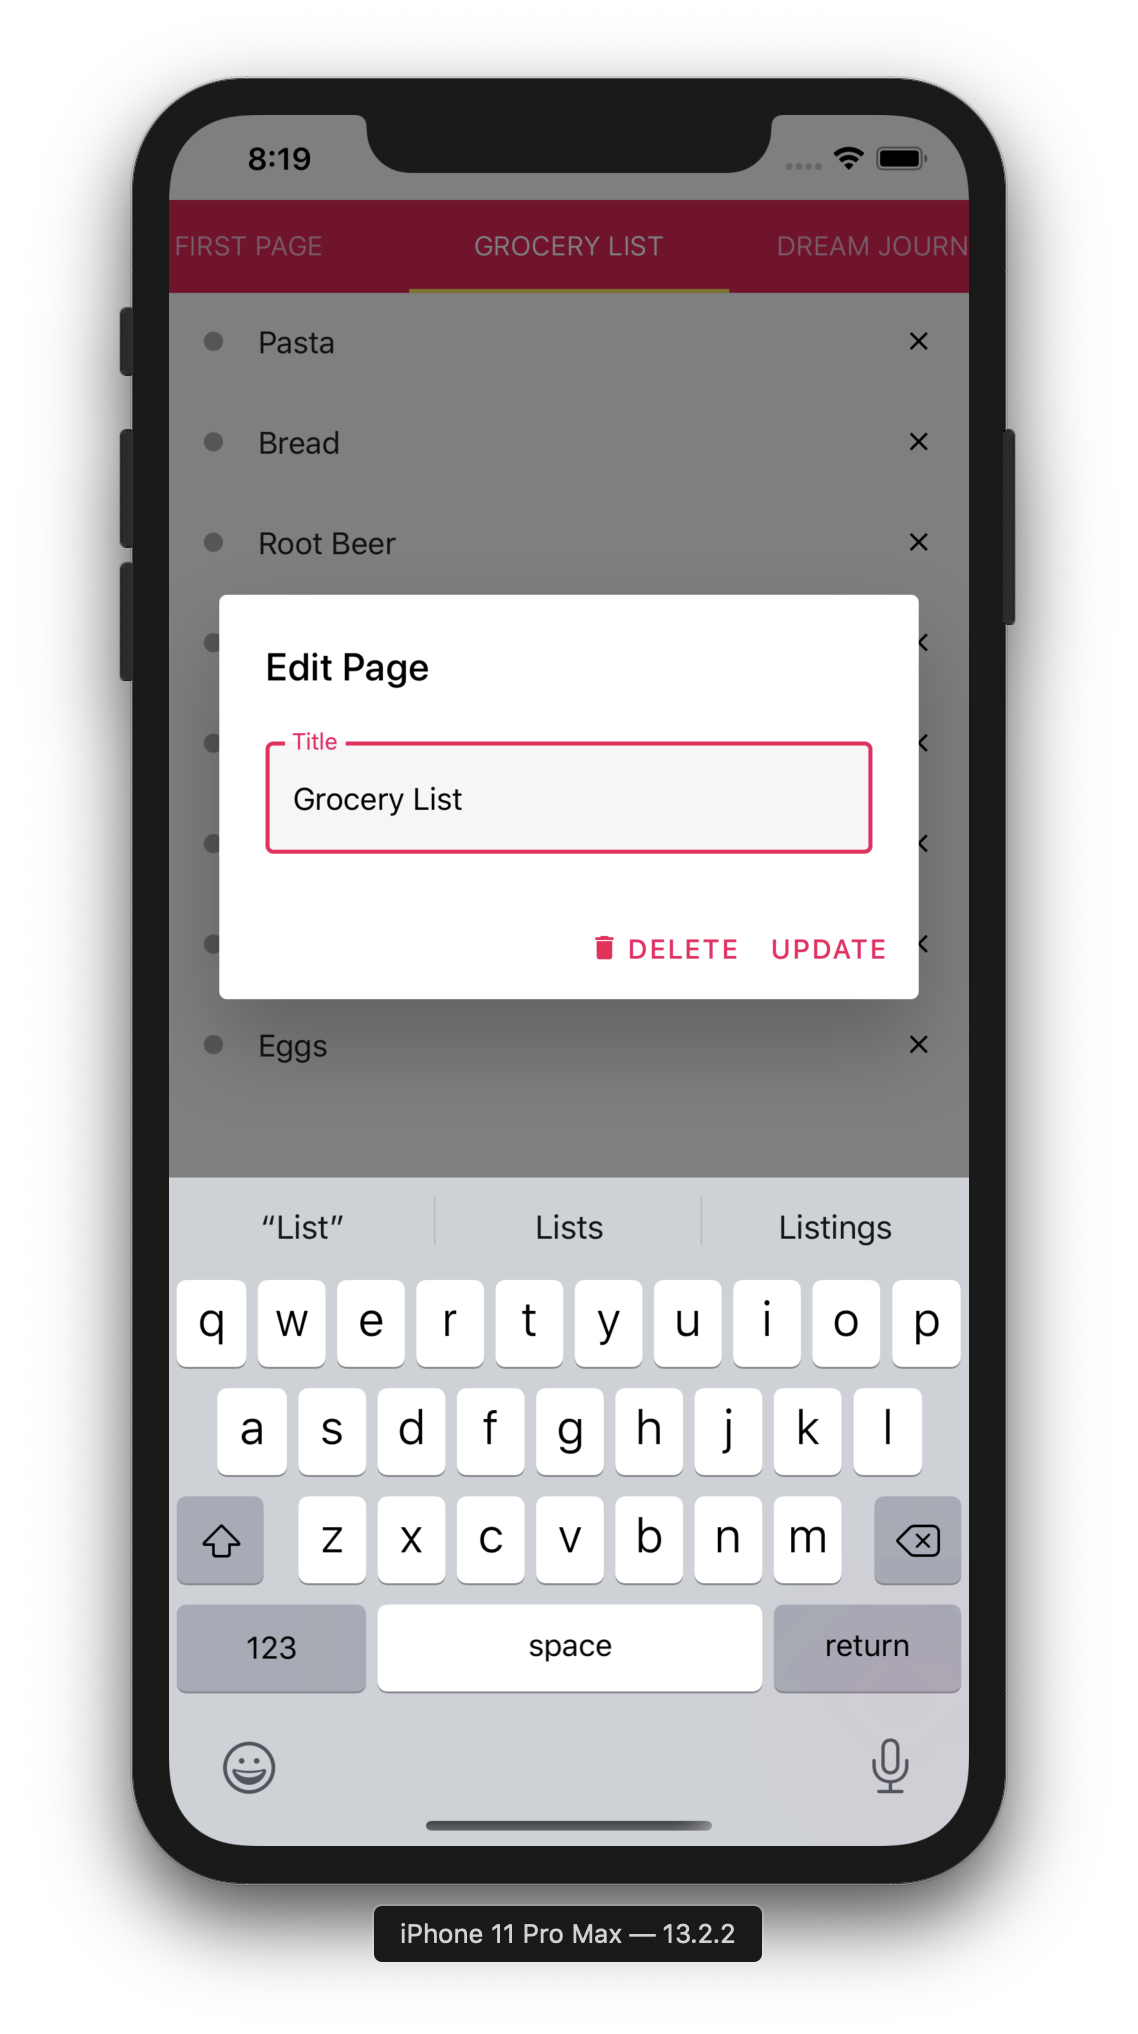 8:19
FIRST PAGE GROCERY LIST DREAM JOURN
Pasta
Bread
Root Beer
Edit Page
Title
Grocery List
DELETE UPDATE
Eggs
“List” Lists Listings
q w e r t y u i o p
a s d f g h j k l
z x c v b n m
123 space return
iPhone 11 Pro Max — 13.2.2